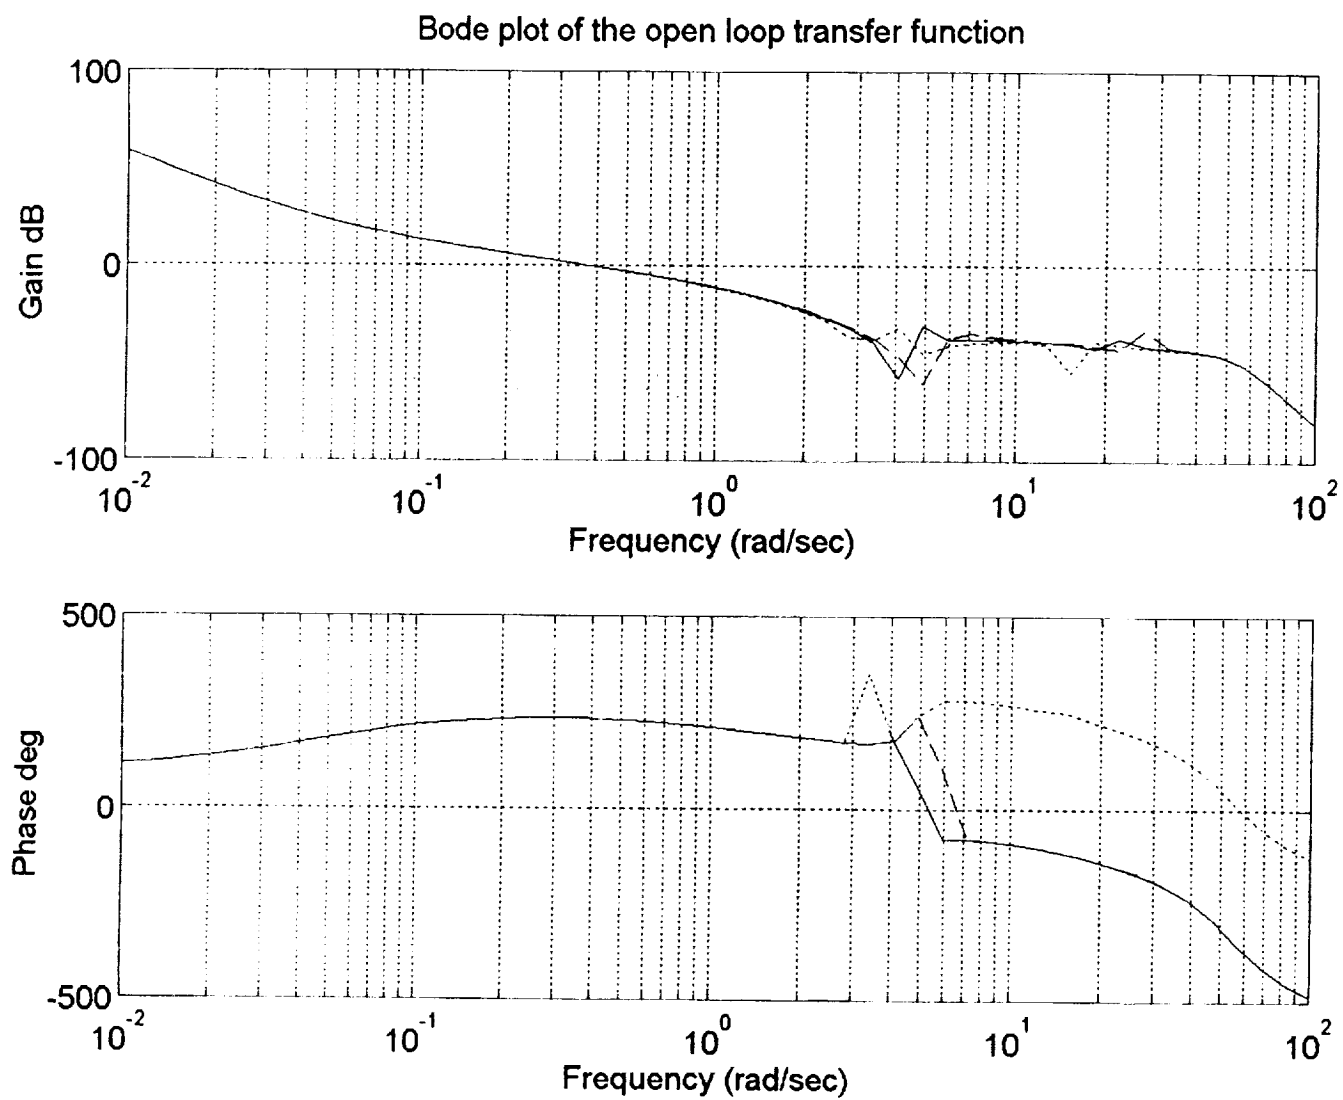 Bode plot of the open loop transfer function
100
0
-100
Gain dB
10^-2 10^-1 10^0 10^1 10^2
Frequency (rad/sec)
500
0
-500
Phase deg
10^-2 10^-1 10^0 10^1 10^2
Frequency (rad/sec)